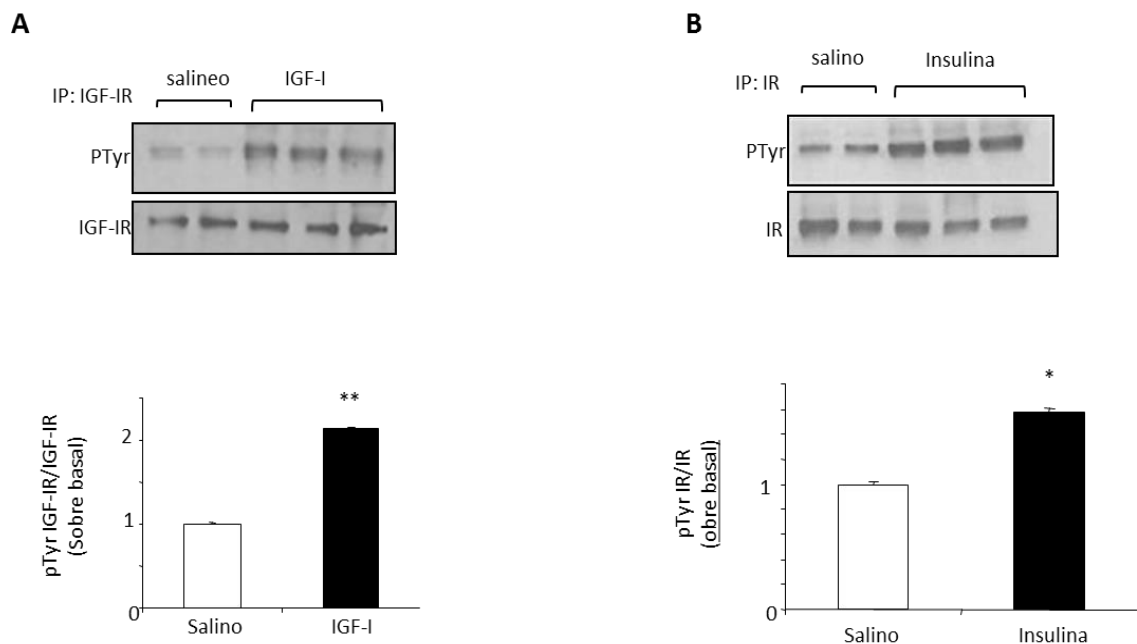 A
salineo
IGF-I
IP: IGF-IR
PTyr
IGF-IR
**
pTyr IGF-IR/IGF-IR
(Sobre basal)
2
1
0
Salino
IGF-I
B
salino
Insulina
IP: IR
PTyr
IR
*
pTyr IR/IR
(obre basal)
1
0
Salino
Insulina